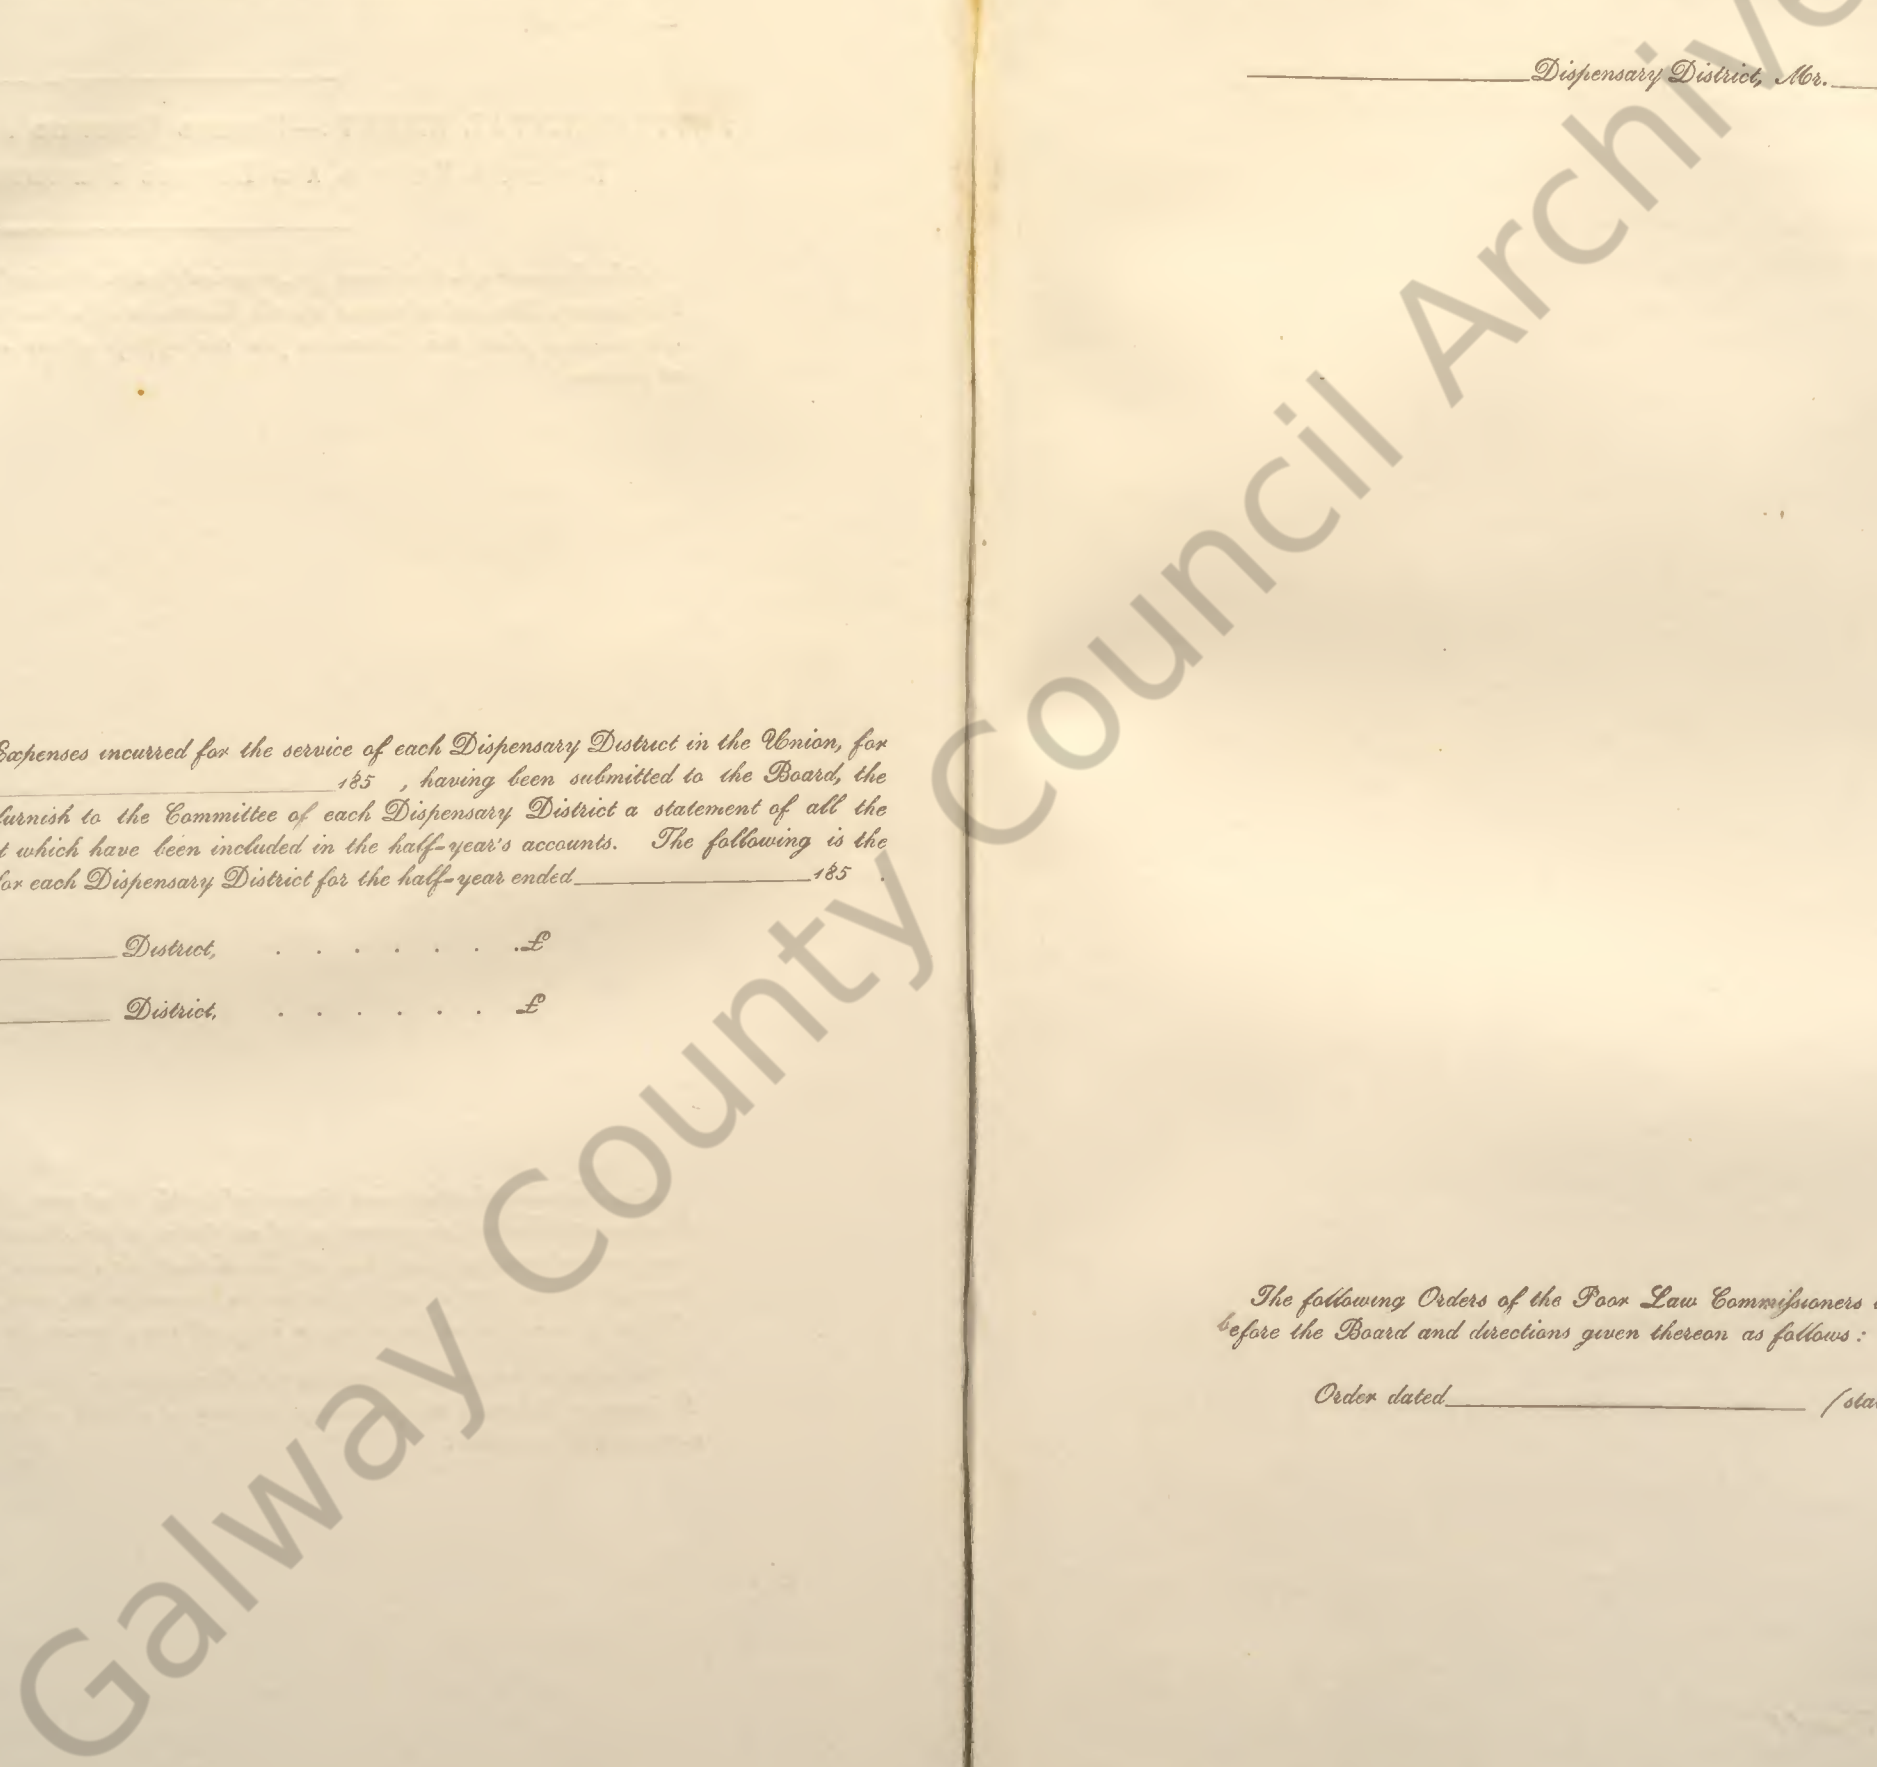 Expenses incurred for the service of each Dispensary District in the Union, for
185 , having been submitted to the Board, the
furnish to the Committee of each Dispensary District a statement of all the
t which have been included in the half-year's accounts. The following is the
for each Dispensary District for the half-year ended 185 .
District, . . . . . . . £
District, . . . . . . £
Dispensary District, Mr.
The following Orders of the Poor Law Commissioners
before the Board and directions given thereon as follows :
Order dated (sta
Galway County Council Archive